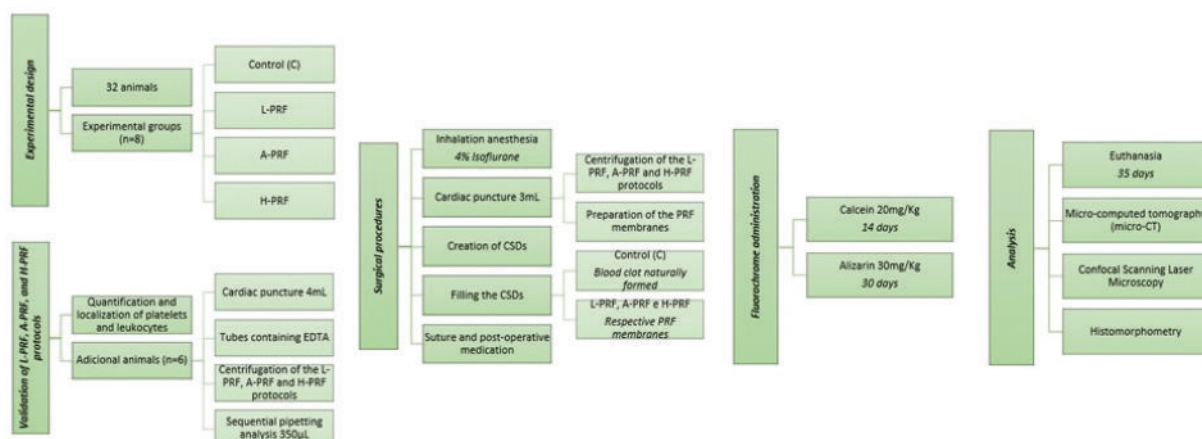 Experimental design
32 animals
Experimental groups
(n=8)
Control (C)
L-PRF
A-PRF
H-PRF
Validation of L-PRF, A-PRF, and H-PRF
protocols
Quantification and
localization of platelets
and leukocytes
Adicional animals (n=6)
Cardiac puncture 4mL
Tubes containing EDTA
Centrifugation of the L-
PRF, A-PRF and H-PRF
protocols
Sequential pipetting
analysis 350µL
Surgical procedures
Inhalation anesthesia
4% Isoflurane
Cardiac puncture 3mL
Centrifugation of the L-
PRF, A-PRF and H-PRF
protocols
Preparation of the PRF
membranes
Creation of CSDs
Filling the CSDs
Control (C)
Blood clot naturally
formed
L-PRF, A-PRF e H-PRF
Respective PRF
membranes
Suture and post-operative
medication
Fluorochrome administration
Calcein 20mg/Kg
14 days
Alizarin 30mg/Kg
30 days
Analysis
Euthanasia
35 days
Micro-computed tomography
(micro-CT)
Confocal Scanning Laser
Microscopy
Histomorphometry